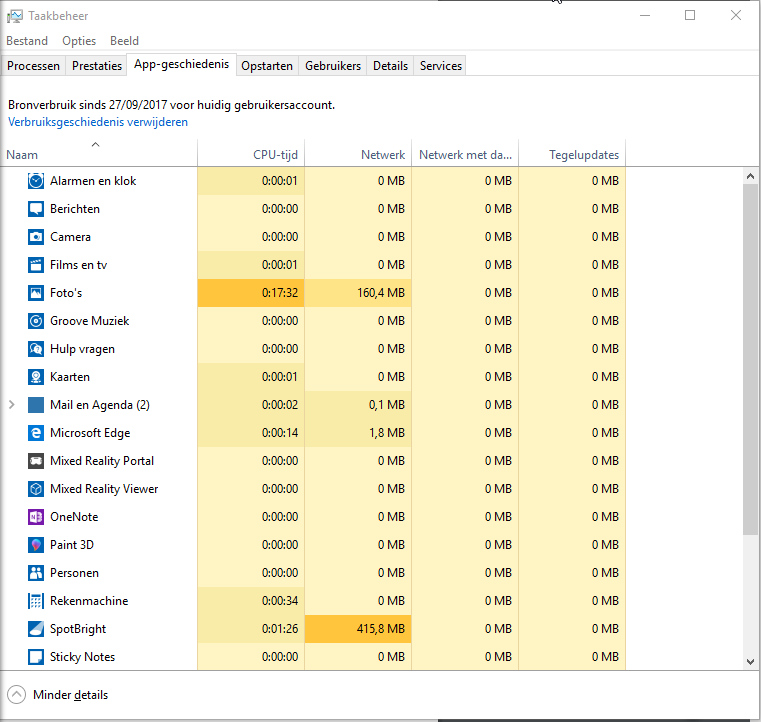 Taakbeheer
Bestand Opties Beeld
Processen Prestaties App-geschiedenis Opstarten Gebruikers Details Services
Bronverbruik sinds 27/09/2017 voor huidig gebruikersaccount.
Verbruiksgeschiedenis verwijderen
Naam CPU-tijd Netwerk Netwerk met da... Tegelupdates
Alarmen en klok 0:00:01 0 MB 0 MB 0 MB
Berichten 0:00:00 0 MB 0 MB 0 MB
Camera 0:00:00 0 MB 0 MB 0 MB
Films en tv 0:00:01 0 MB 0 MB 0 MB
Foto's 0:17:32 160,4 MB 0 MB 0 MB
Groove Muziek 0:00:00 0 MB 0 MB 0 MB
Hulp vragen 0:00:00 0 MB 0 MB 0 MB
Kaarten 0:00:01 0 MB 0 MB 0 MB
Mail en Agenda (2) 0:00:02 0,1 MB 0 MB 0 MB
Microsoft Edge 0:00:14 1,8 MB 0 MB 0 MB
Mixed Reality Portal 0:00:00 0 MB 0 MB 0 MB
Mixed Reality Viewer 0:00:00 0 MB 0 MB 0 MB
OneNote 0:00:00 0 MB 0 MB 0 MB
Paint 3D 0:00:00 0 MB 0 MB 0 MB
Personen 0:00:00 0 MB 0 MB 0 MB
Rekenmachine 0:00:34 0 MB 0 MB 0 MB
SpotBright 0:01:26 415,8 MB 0 MB 0 MB
Sticky Notes 0:00:00 0 MB 0 MB 0 MB
Minder details